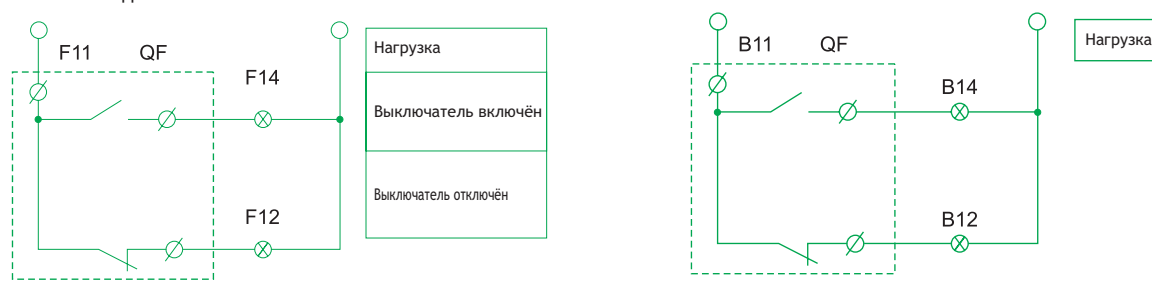 F11 QF
F14
F12
Нагрузка
Выключатель включён
Выключатель отключён
B11 QF
B14
B12
Нагрузка